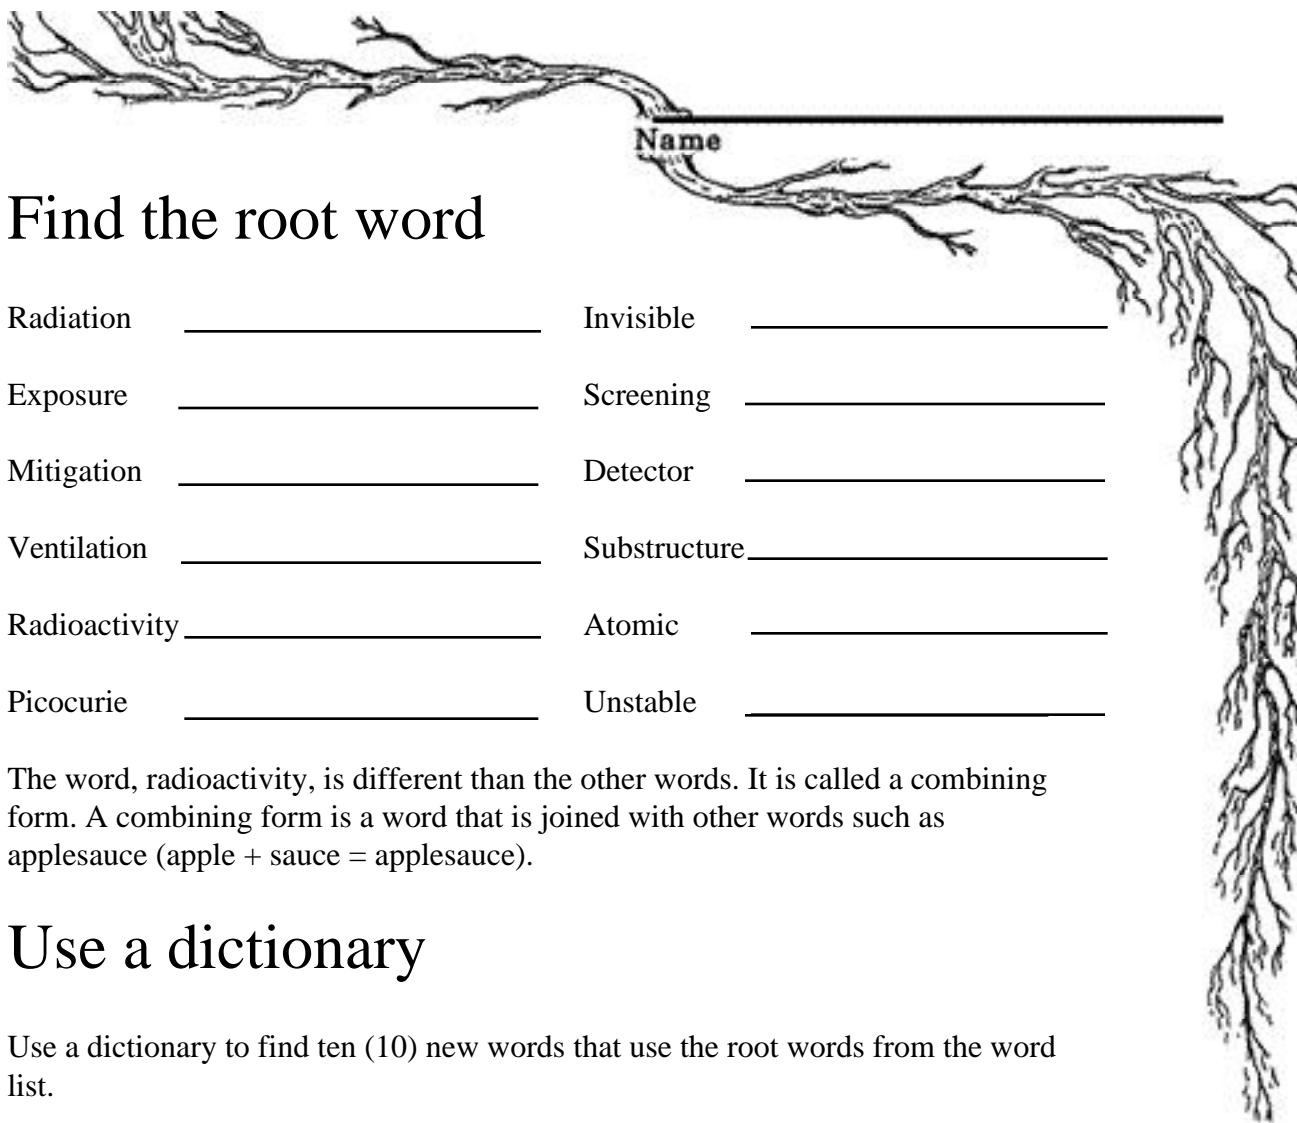 Name
Find the root word
Radiation Invisible
Exposure Screening
Mitigation Detector
Ventilation Substructure
Radioactivity Atomic
Picocurie Unstable
The word, radioactivity, is different than the other words. It is called a combining
form. A combining form is a word that is joined with other words such as
applesauce (apple + sauce = applesauce).
Use a dictionary
Use a dictionary to find ten (10) new words that use the root words from the word
list.